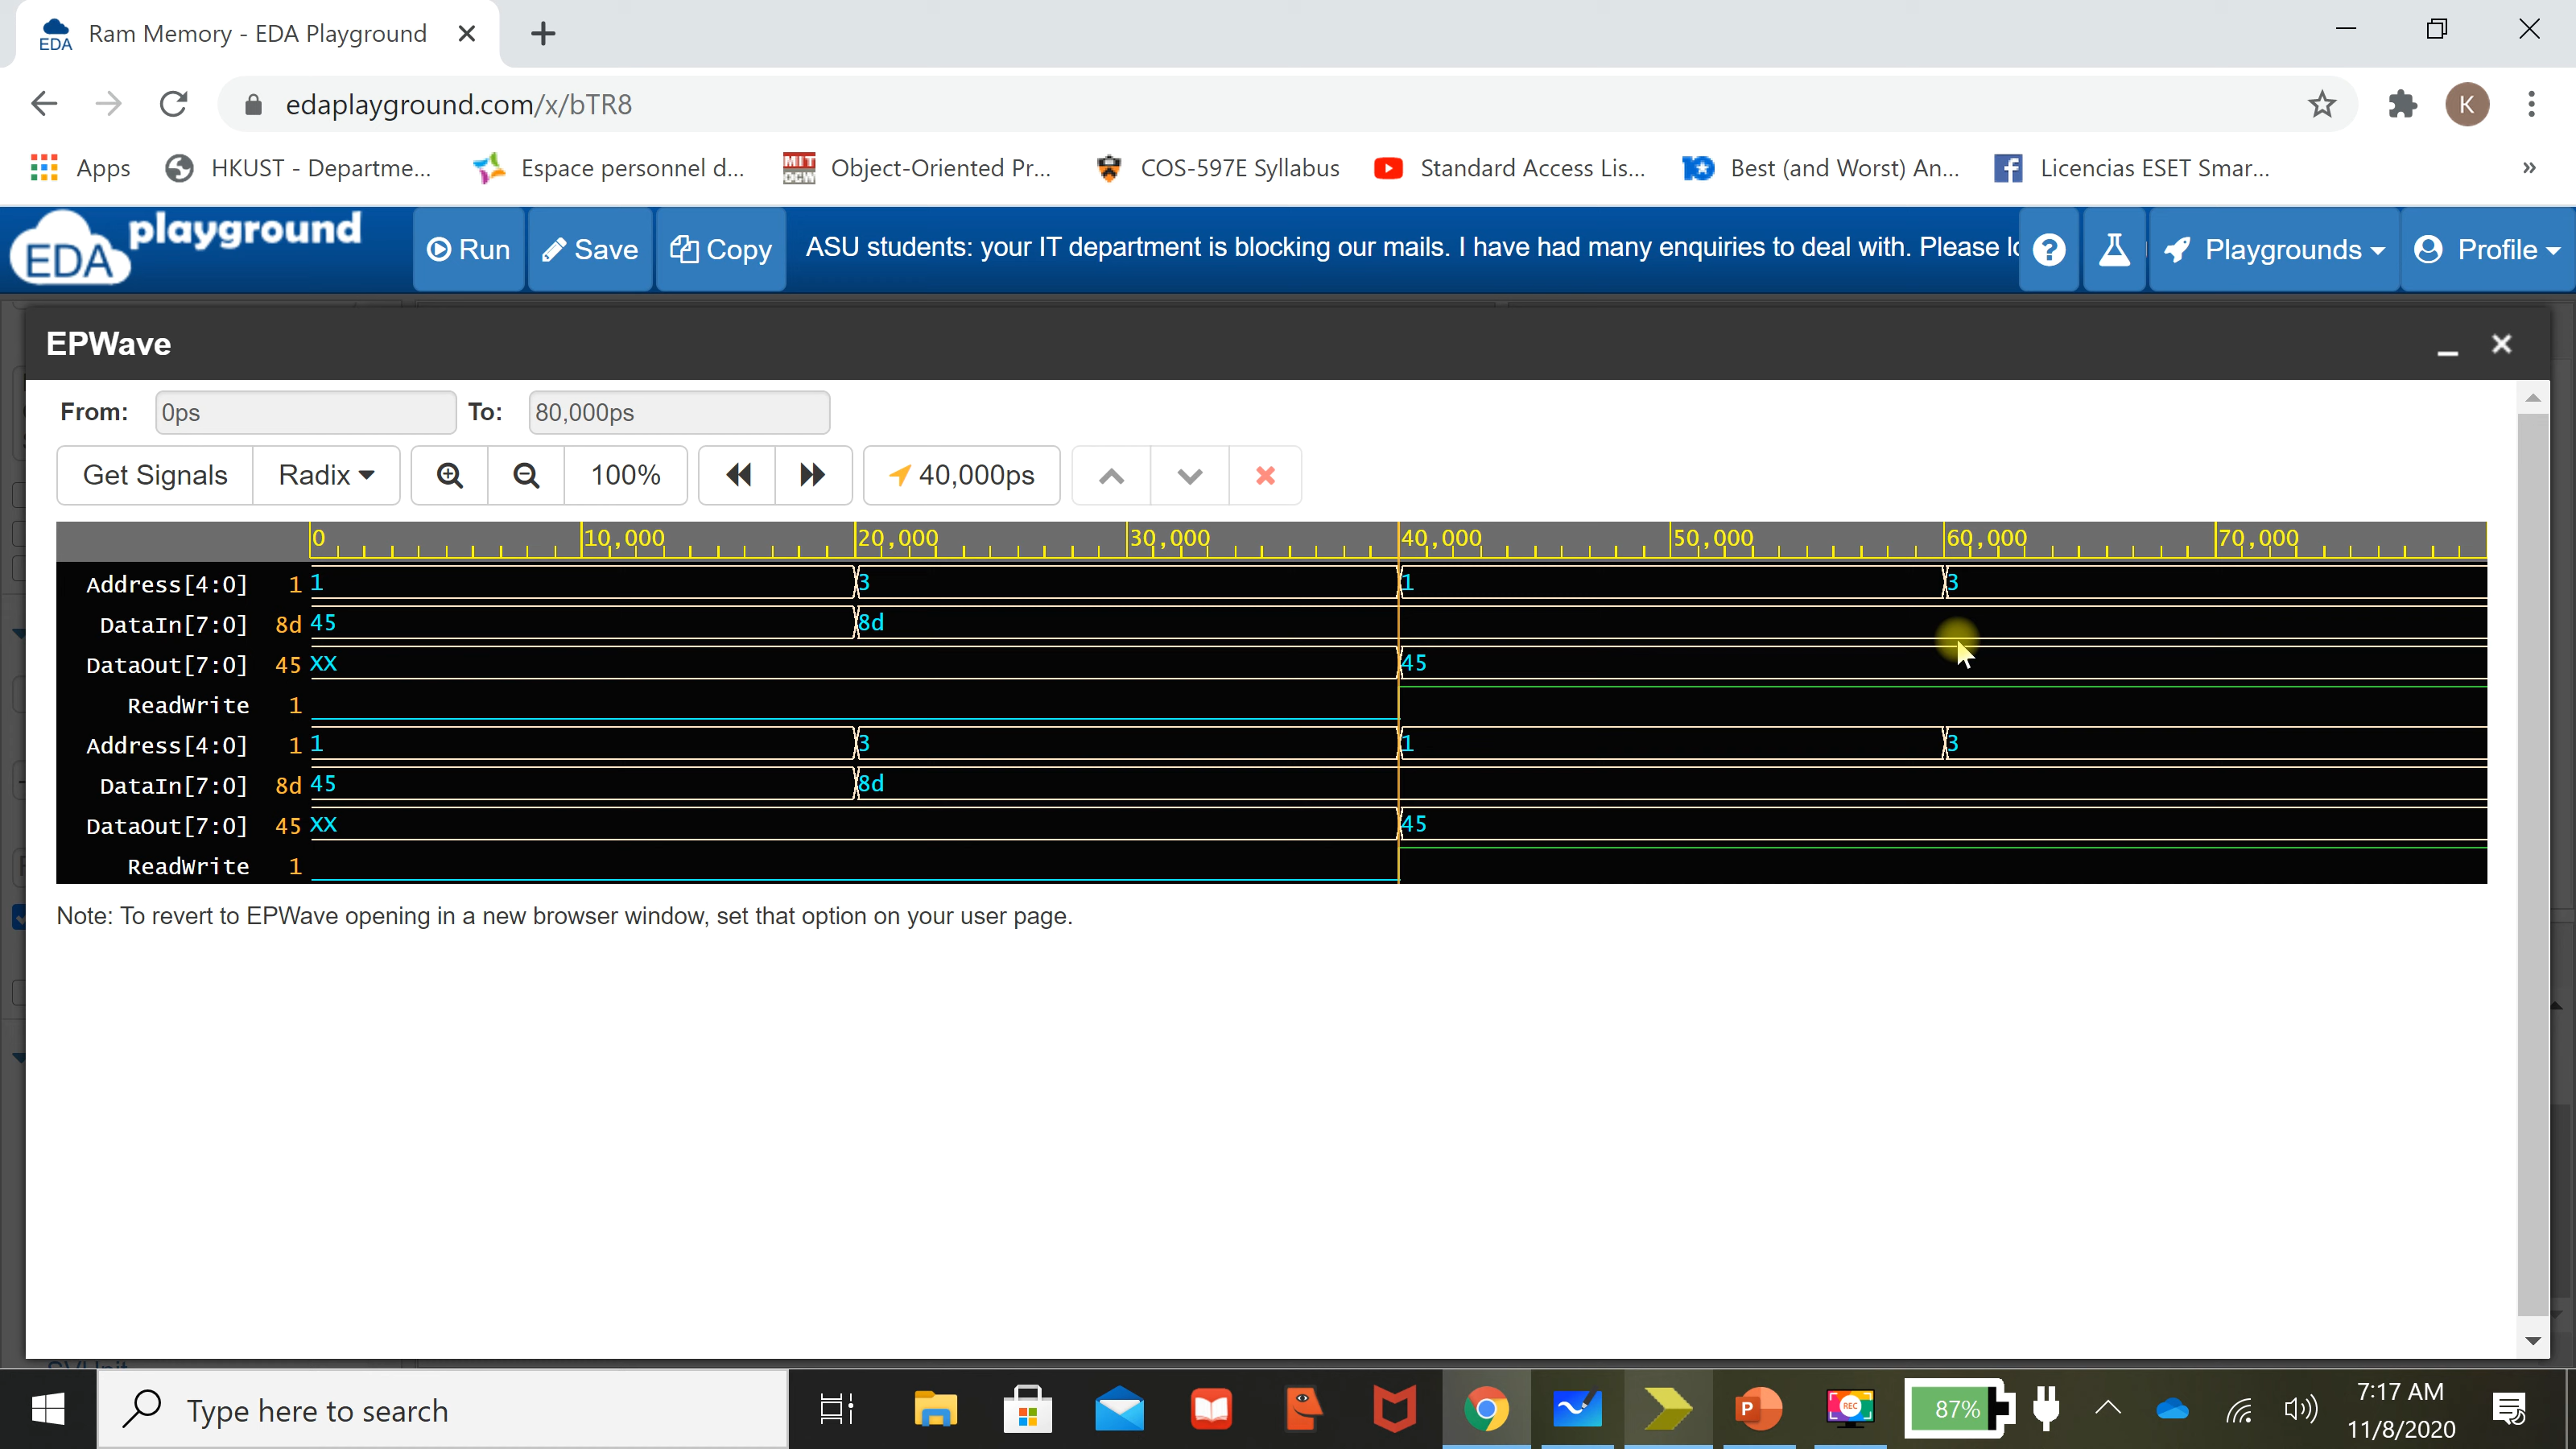 Ram Memory - EDA Playground
edaplayground.com/x/bTR8
Apps HKUST - Departme... Espace personnel d... MIT OCW Object-Oriented Pr... COS-597E Syllabus Standard Access Lis... Best (and Worst) An... Licencias ESET Smar... »
EDA playground Run Save Copy ASU students: your IT department is blocking our mails. I have had many enquiries to deal with. Please ? Playgrounds Profile
EPWave
From: 0ps To: 80,000ps
Get Signals Radix 100% 40,000ps
0 10,000 20,000 30,000 40,000 50,000 60,000 70,000
Address[4:0] 1 1 3 1 3
DataIn[7:0] 8d 45 8d
DataOut[7:0] 45 XX 45
ReadWrite 1
Address[4:0] 1 1 3 1 3
DataIn[7:0] 8d 45 8d
DataOut[7:0] 45 XX 45
ReadWrite 1
Note: To revert to EPWave opening in a new browser window, set that option on your user page.
Type here to search 87% 7:17 AM
11/8/2020